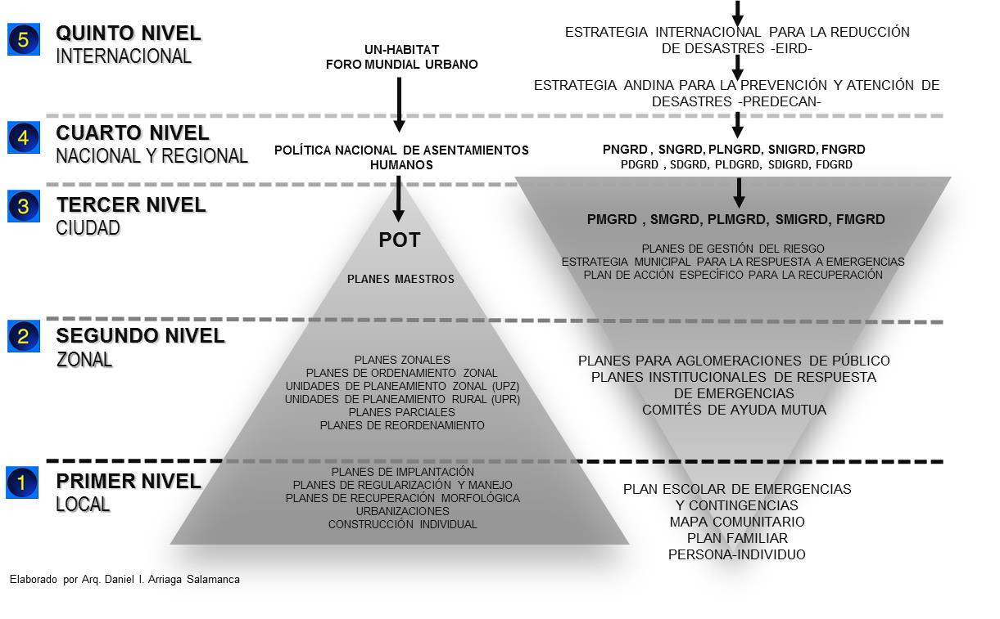 5
QUINTO NIVEL
INTERNACIONAL
UN-HABITAT
FORO MUNDIAL URBANO
ESTRATEGIA INTERNACIONAL PARA LA REDUCCIÓN
DE DESASTRES -EIRD-
ESTRATEGIA ANDINA PARA LA PREVENCIÓN Y ATENCIÓN DE
DESASTRES -PREDECAN-
4
CUARTO NIVEL
NACIONAL Y REGIONAL
POLÍTICA NACIONAL DE ASENTAMIENTOS
HUMANOS
PNGRD , SNGRD, PLNGRD, SNIGRD, FNGRD
PDGRD , SDGRD, PLDGRD, SDIGRD, FDGRD
3
TERCER NIVEL
CIUDAD
POT
PLANES MAESTROS
PMGRD , SMGRD, PLMGRD, SMIGRD, FMGRD
PLANES DE GESTIÓN DEL RIESGO
ESTRATEGIA MUNICIPAL PARA LA RESPUESTA A EMERGENCIAS
PLAN DE ACCIÓN ESPECÍFICO PARA LA RECUPERACIÓN
2
SEGUNDO NIVEL
ZONAL
PLANES ZONALES
PLANES DE ORDENAMIENTO ZONAL
UNIDADES DE PLANEAMIENTO ZONAL (UPZ)
UNIDADES DE PLANEAMIENTO RURAL (UPR)
PLANES PARCIALES
PLANES DE REORDENAMIENTO
PLANES PARA AGLOMERACIONES DE PÚBLICO
PLANES INSTITUCIONALES DE RESPUESTA
DE EMERGENCIAS
COMITÉS DE AYUDA MUTUA
1
PRIMER NIVEL
LOCAL
PLANES DE IMPLANTACIÓN
PLANES DE REGULARIZACIÓN Y MANEJO
PLANES DE RECUPERACIÓN MORFOLÓGICA
URBANIZACIONES
CONSTRUCCIÓN INDIVIDUAL
PLAN ESCOLAR DE EMERGENCIAS
Y CONTINGENCIAS
MAPA COMUNITARIO
PLAN FAMILIAR
PERSONA-INDIVIDUO
Elaborado por Arq. Daniel I. Arriaga Salamanca